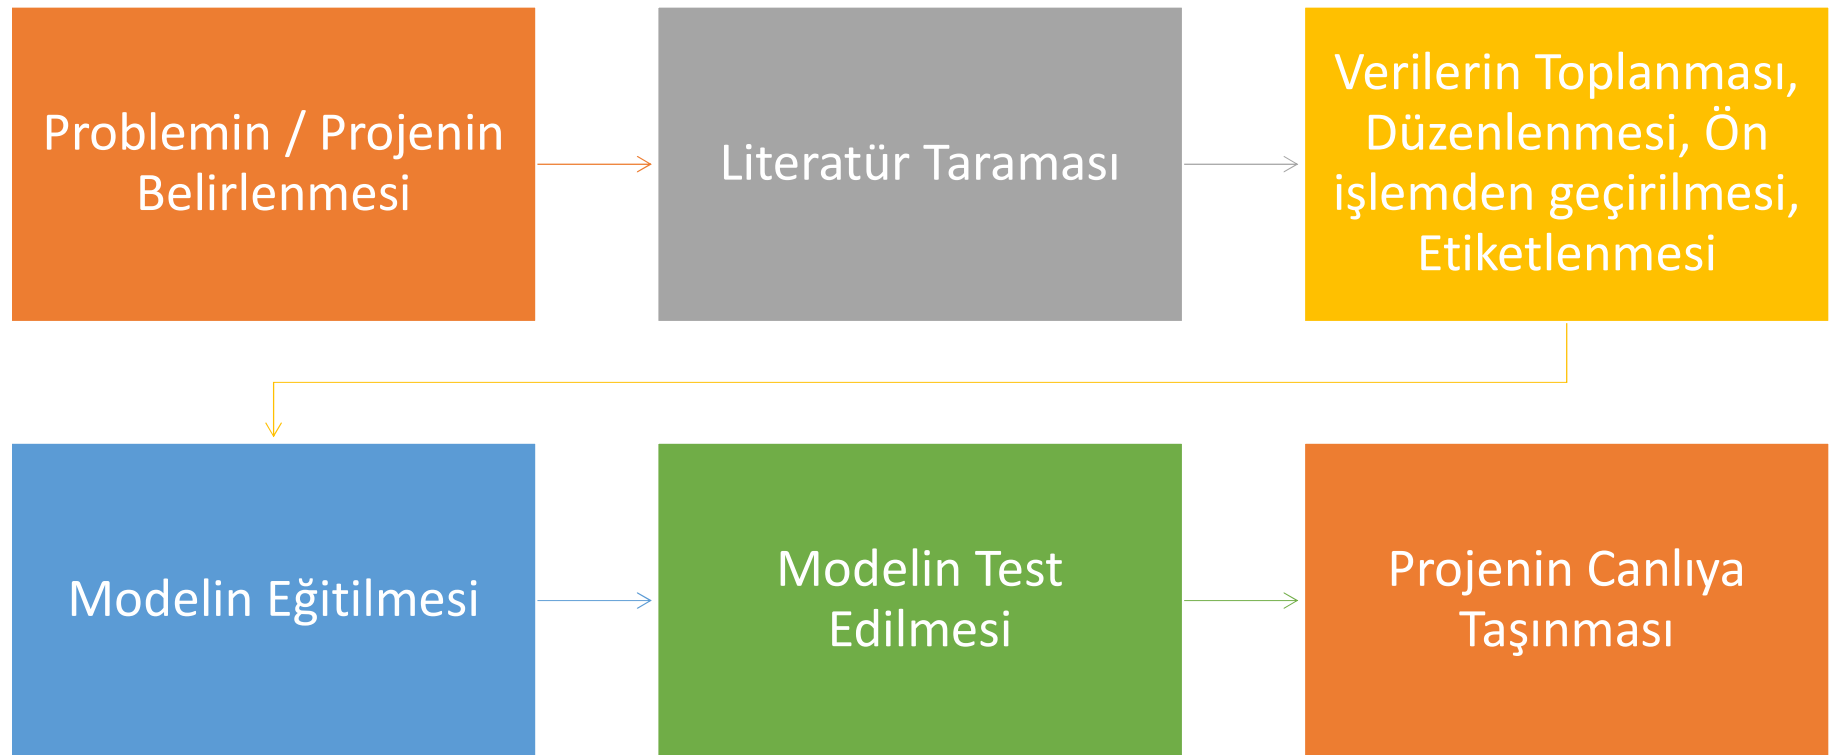 Problemin / Projenin
Belirlenmesi
Literatür Taraması
Verilerin Toplanması,
Düzenlenmesi, Ön
işlemden geçirilmesi,
Etiketlenmesi
Modelin Eğitilmesi
Modelin Test
Edilmesi
Projenin Canlıya
Taşınması